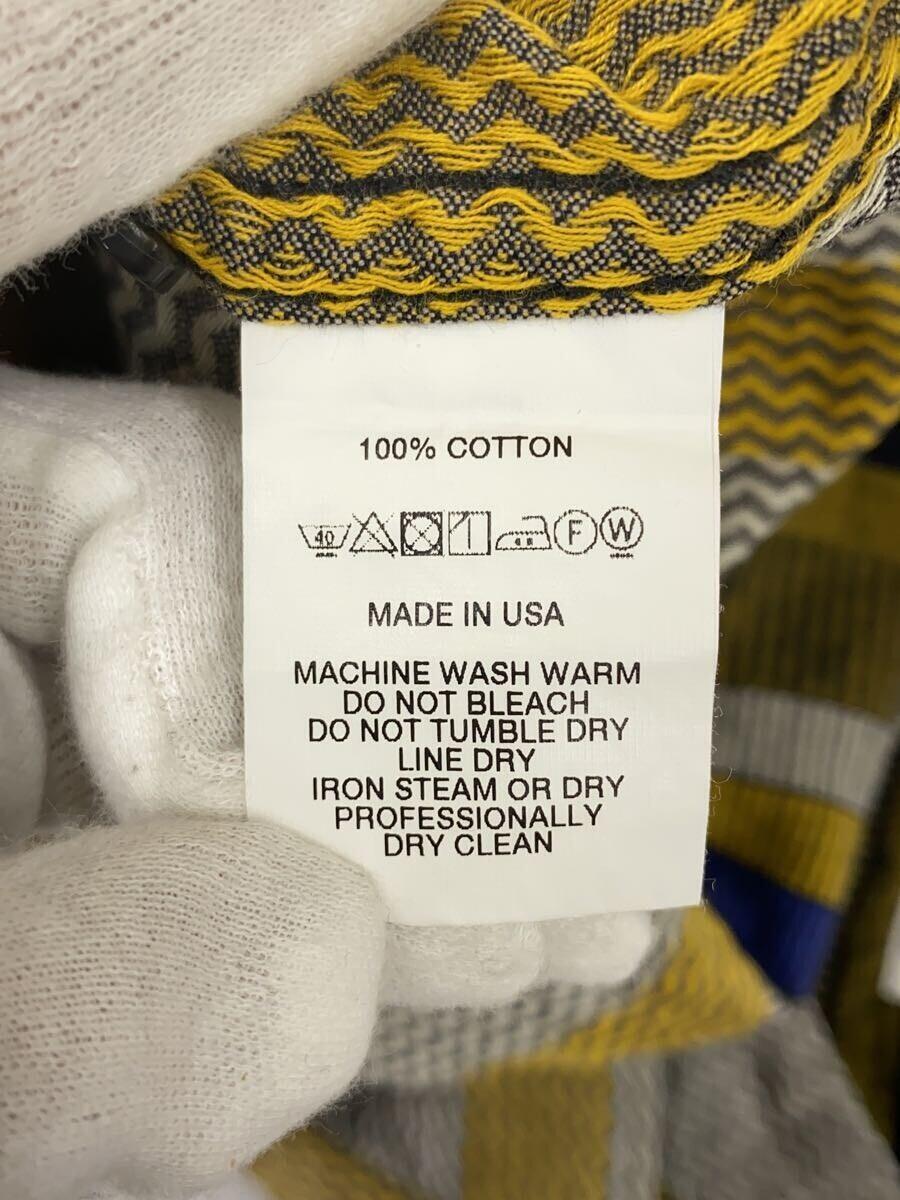 100% COTTON
40 F W
MADE IN USA
MACHINE WASH WARM
DO NOT BLEACH
DO NOT TUMBLE DRY
LINE DRY
IRON STEAM OR DRY
PROFESSIONALLY
DRY CLEAN